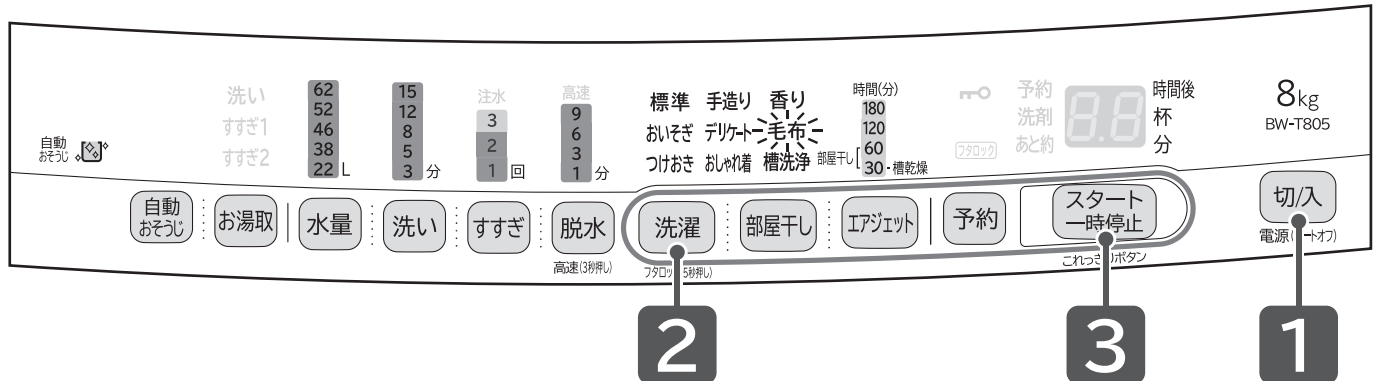 自動
おそうじ
洗い
すすぎ1
すすぎ2
62
52
46
38
22 L
15
12
8
5
3 分
注水
3
2
1 回
高速
9
6
3
1 分
標準 手造り 香り
おいそぎ デリケート 毛布
つけおき おしゃれ着 槽洗浄
時間(分)
180
120
部屋干し 60
30-槽乾燥
予約
洗剤
フタロック あと約
8.8
時間後
杯
分
8kg
BW-T805
自動
おそうじ
お湯取
水量
洗い
すすぎ
脱水
高速(3秒押し)
洗濯
部屋干し
エアジェット
予約
スタート
一時停止
これっきりボタン
切/入
2
3
1